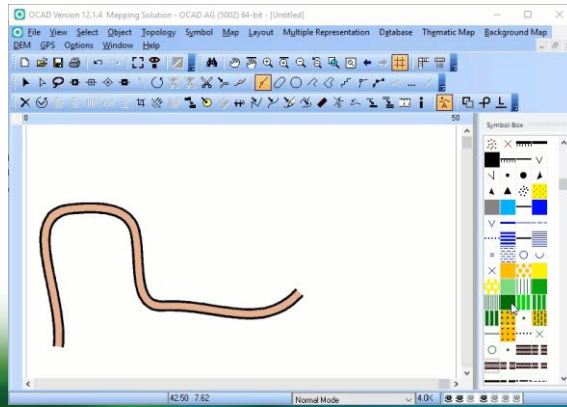 OCAD Version 12.1.4 Mapping Solution - OCAD AG (5002) 64-bit - [Untitled]
File View Select Object Topology Symbol Map Layout Multiple Representation Database Thematic Map Background Map
DEM GPS Options Window Help
0 50
Symbol Box
42.50 7.62 Normal Mode 4.0X